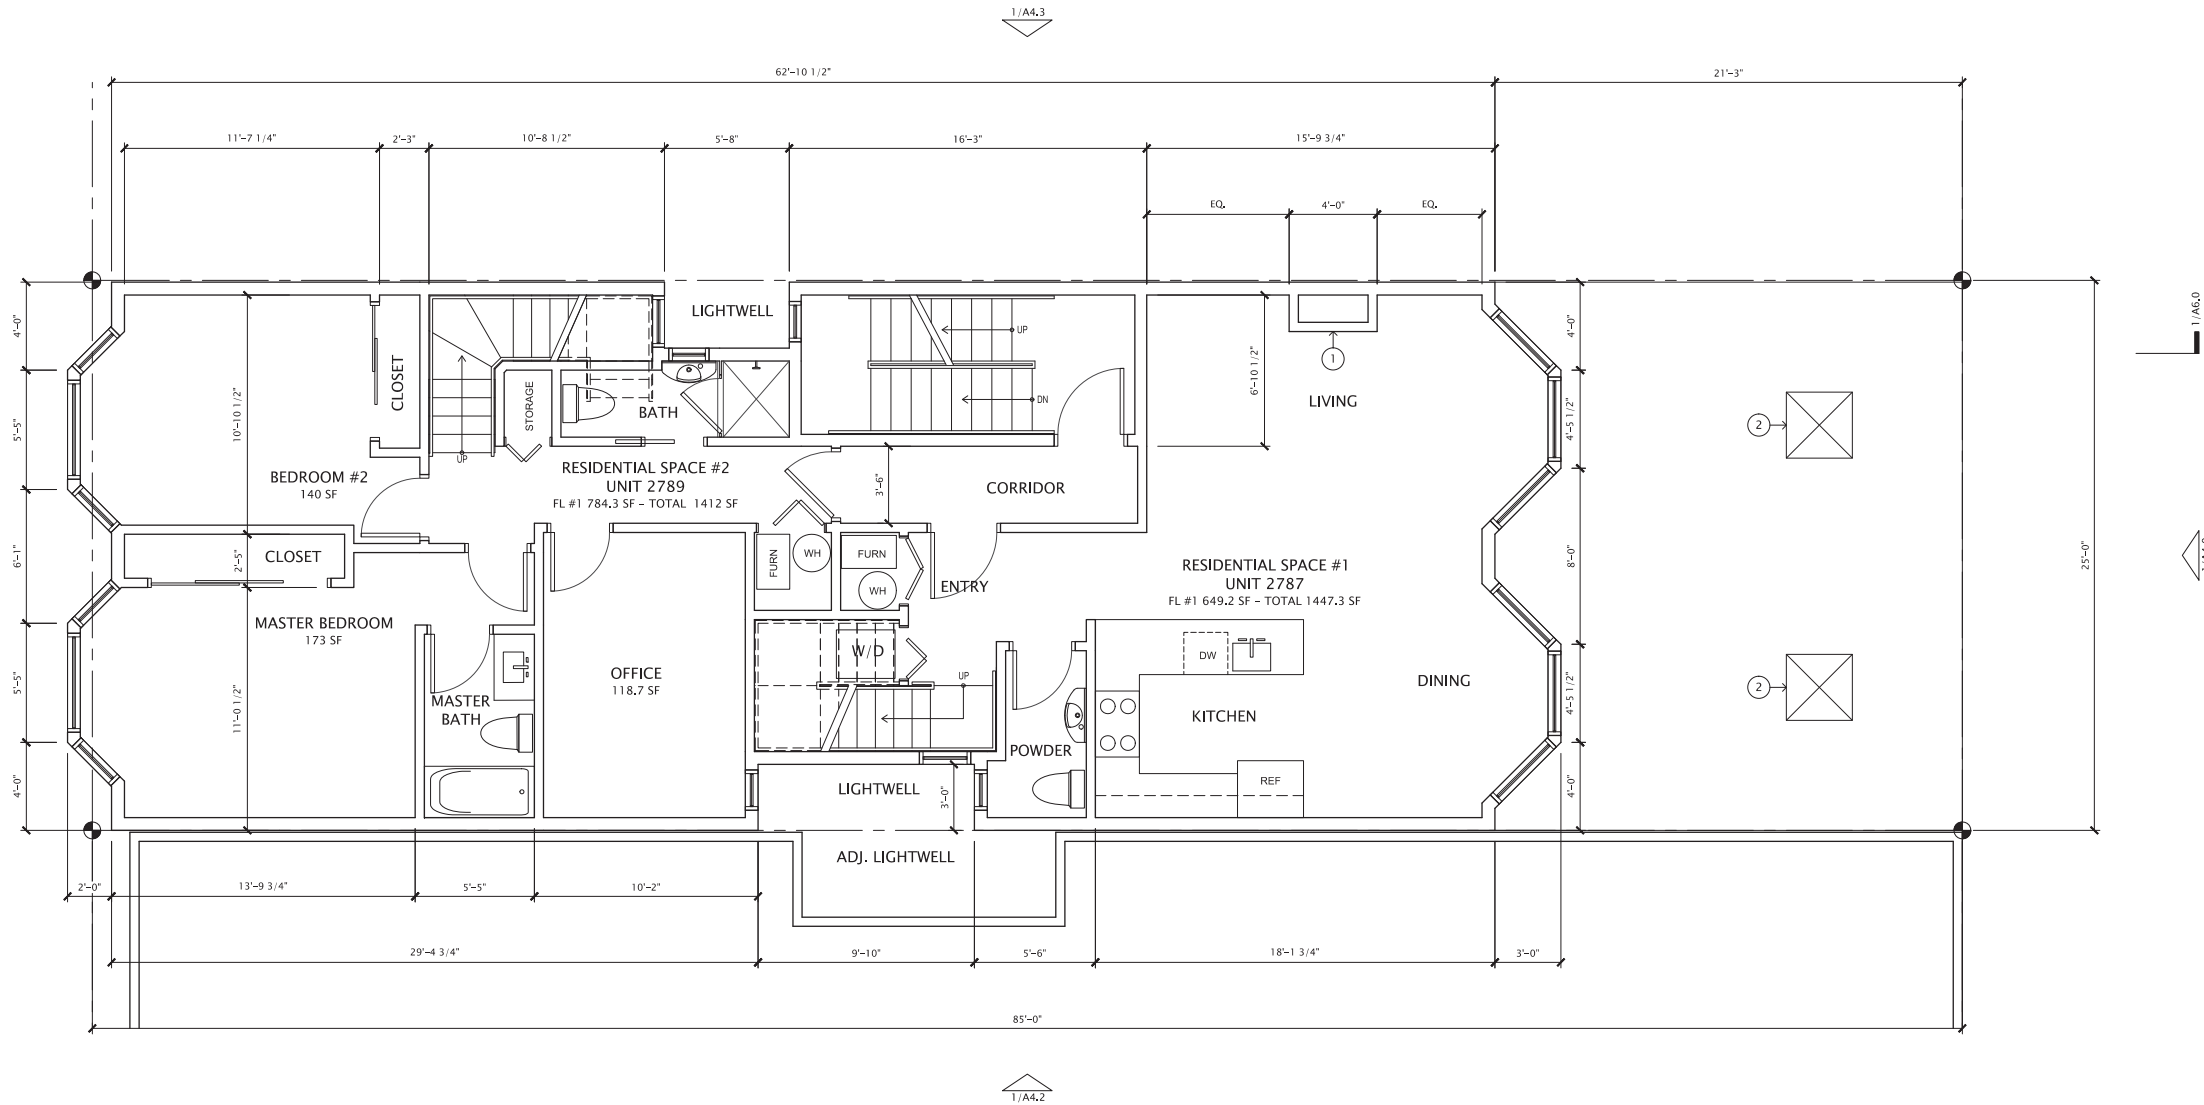 1/A4.3
62'-10 1/2"
21'-3"
11'-7 1/4"
2'-3"
10'-8 1/2"
5'-8"
16'-3"
15'-9 3/4"
EQ.
4'-0"
EQ.
1/A6.0
4'-0"
5'-5"
6'-1"
5'-5"
4'-0"
10'-10 1/2"
2'-5"
11'-0 1/2"
CLOSET
BEDROOM #2
140 SF
CLOSET
MASTER BEDROOM
173 SF
UP
STORAGE
BATH
LIGHTWELL
UP
DN
RESIDENTIAL SPACE #2
UNIT 2789
FL #1 784.3 SF - TOTAL 1412 SF
3'-6"
CORRIDOR
6'-10 1/2"
1
LIVING
4'-0"
4'-5 1/2"
8'-0"
4'-5 1/2"
4'-0"
2
2
25'-0"
FURN
WH
FURN
WH
ENTRY
RESIDENTIAL SPACE #1
UNIT 2787
FL #1 649.2 SF - TOTAL 1447.3 SF
MASTER
BATH
OFFICE
118.7 SF
W/D
UP
DW
KITCHEN
DINING
POWDER
REF
LIGHTWELL
3'-0"
ADJ. LIGHTWELL
2'-0"
13'-9 3/4"
5'-5"
10'-2"
29'-4 3/4"
9'-10"
5'-6"
18'-1 3/4"
3'-0"
85'-0"
1/A4.2